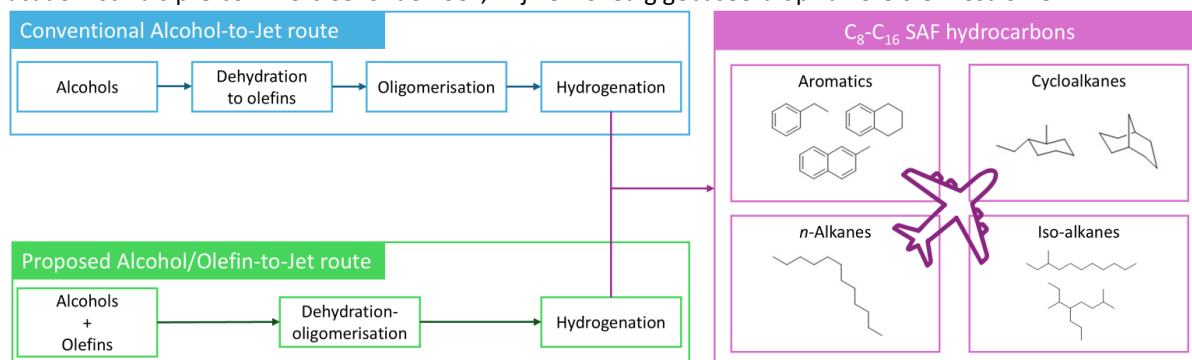 Conventional Alcohol-to-Jet route
Alcohols
Dehydration
to olefins
Oligomerisation
Hydrogenation
Proposed Alcohol/Olefin-to-Jet route
Alcohols
+
Olefins
Dehydration-
oligomerisation
Hydrogenation
C₈-C₁₆ SAF hydrocarbons
Aromatics
Cycloalkanes
n-Alkanes
Iso-alkanes